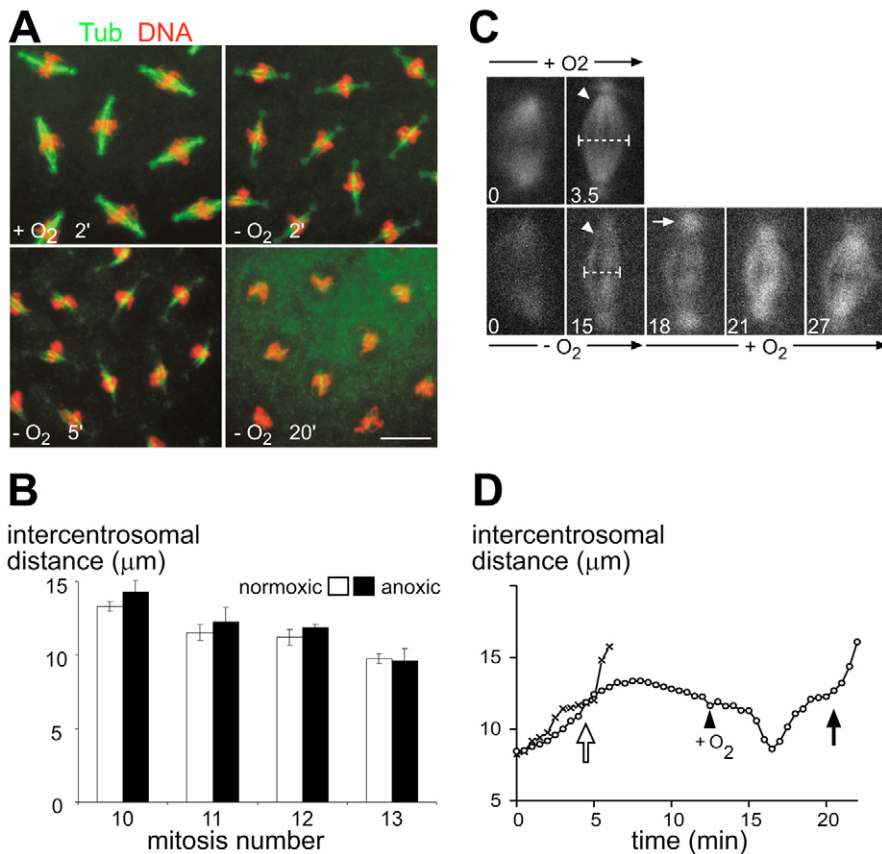 A
Tub DNA
+ O2 2'
- O2 2'
- O2 5'
- O2 20'
B
intercentrosomal
distance (μm)
15
10
5
0
normoxic anoxic
10 11 12 13
mitosis number
C
+ O2
0
3.5
0
15
18
21
27
- O2
+ O2
D
intercentrosomal
distance (μm)
15
10
5
+ O2
0 5 10 15 20
time (min)